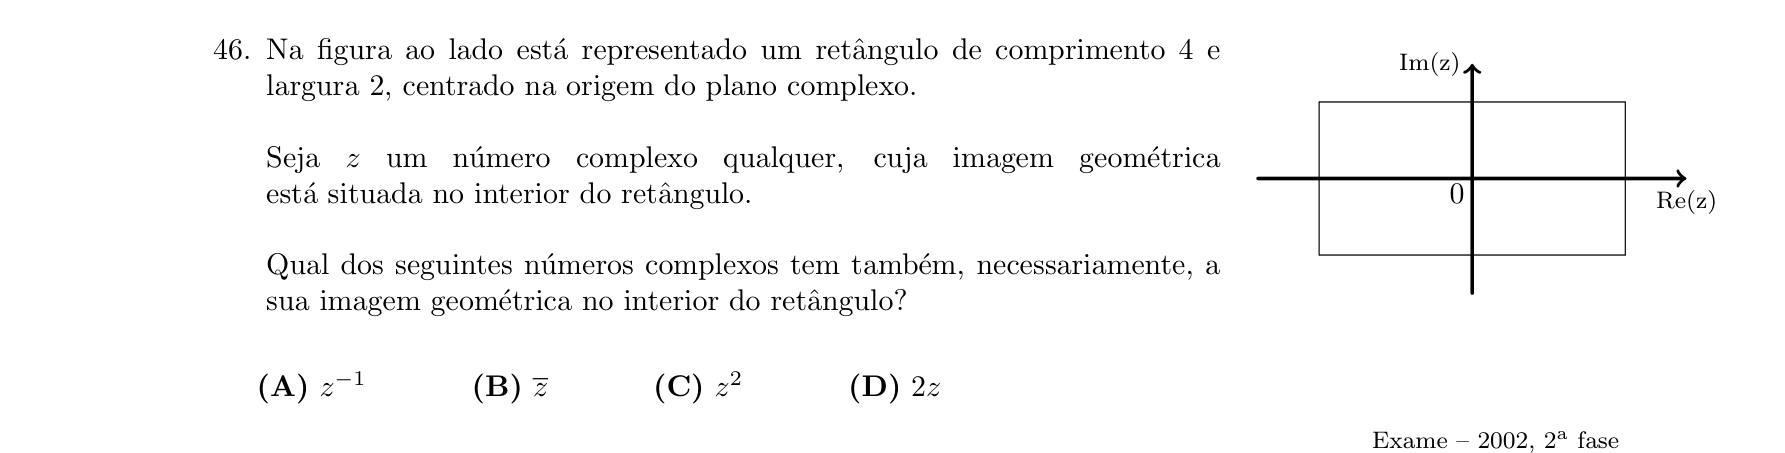 46. Na figura ao lado está representado um retângulo de comprimento 4 e
largura 2, centrado na origem do plano complexo.
Seja z um número complexo qualquer, cuja imagem geométrica
está situada no interior do retângulo.
Qual dos seguintes números complexos tem também, necessariamente, a
sua imagem geométrica no interior do retângulo?
(A) z⁻¹ (B) z̅ (C) z² (D) 2z
Im(z)
0
Re(z)
Exame – 2002, 2ª fase